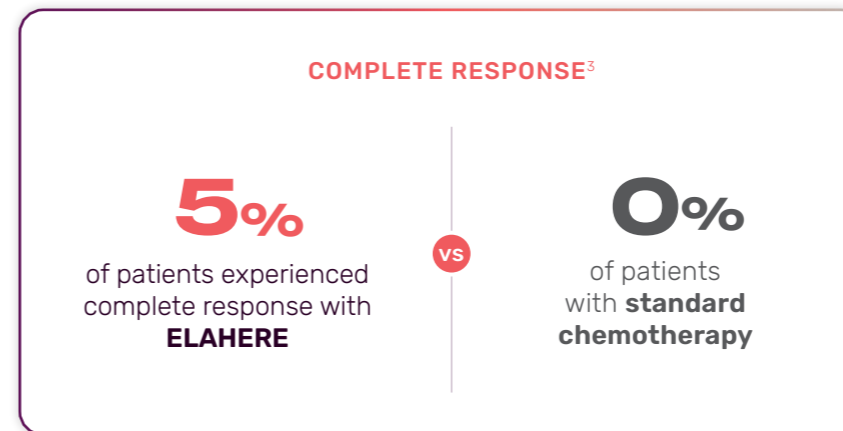 COMPLETE RESPONSE³
5%
of patients experienced
complete response with
ELAHERE
VS
0%
of patients
with standard
chemotherapy